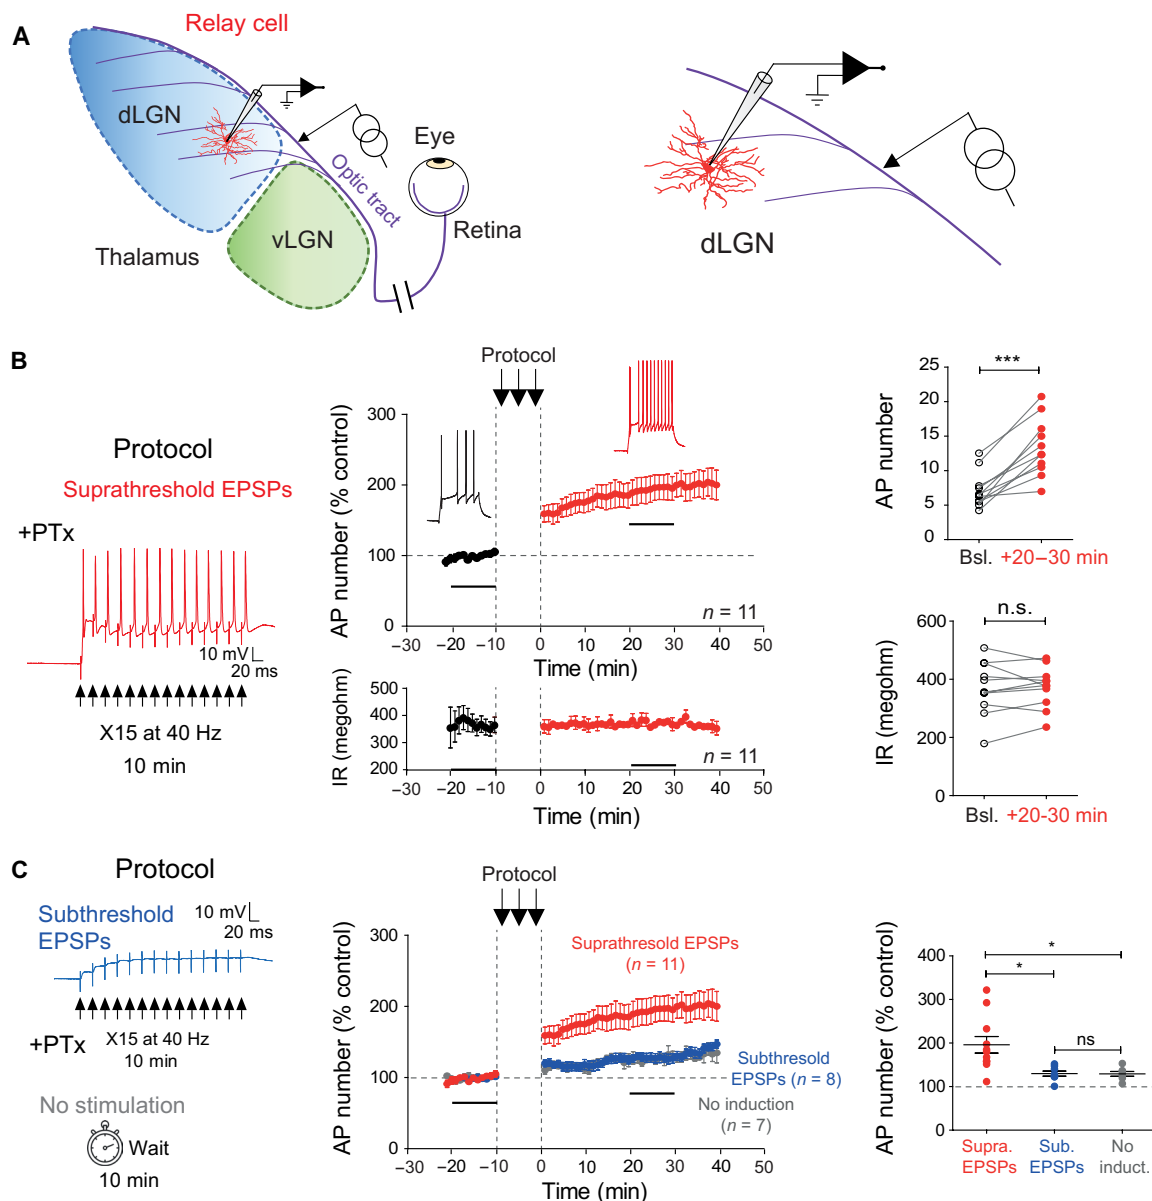 A
Relay cell
dLGN
Eye
Optic tract
vLGN
Retina
Thalamus
dLGN
B
Protocol
Suprathreshold EPSPs
+PTx
10 mV
20 ms
X15 at 40 Hz
10 min
Protocol
AP number (% control)
300
200
100
0
n = 11
−30 −20 −10 0 10 20 30 40 50
Time (min)
IR (megohm)
500
400
300
200
n = 11
−30 −20 −10 0 10 20 30 40 50
Time (min)
AP number
25
20
15
10
5
0
***
Bsl. +20–30 min
IR (megohm)
600
400
200
0
n.s.
Bsl. +20-30 min
C
Protocol
Subthreshold
EPSPs
10 mV
20 ms
+PTx
X15 at 40 Hz
10 min
No stimulation
Wait
10 min
Protocol
AP number (% control)
300
200
100
0
Suprathresold EPSPs
(n = 11)
Subthresold
EPSPs (n = 8)
No induction
(n = 7)
−30 −20 −10 0 10 20 30 40 50
Time (min)
AP number (% control)
400
300
200
100
0
*
*
ns
Supra.
EPSPs
Sub.
EPSPs
No
induct.